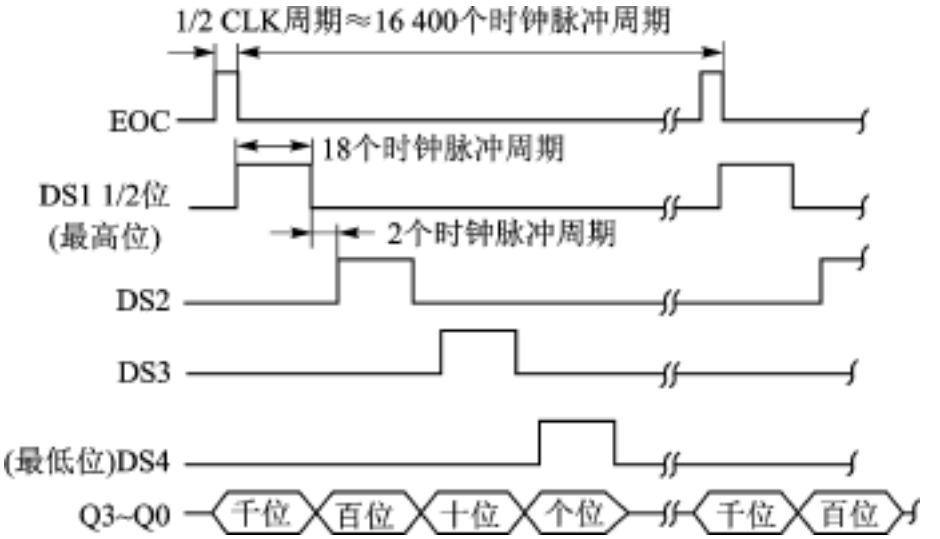 1/2 CLK周期≈16 400个时钟脉冲周期
EOC
18个时钟脉冲周期
DS1 1/2位
(最高位)
2个时钟脉冲周期
DS2
DS3
(最低位)DS4
Q3~Q0 千位 百位 十位 个位 千位 百位